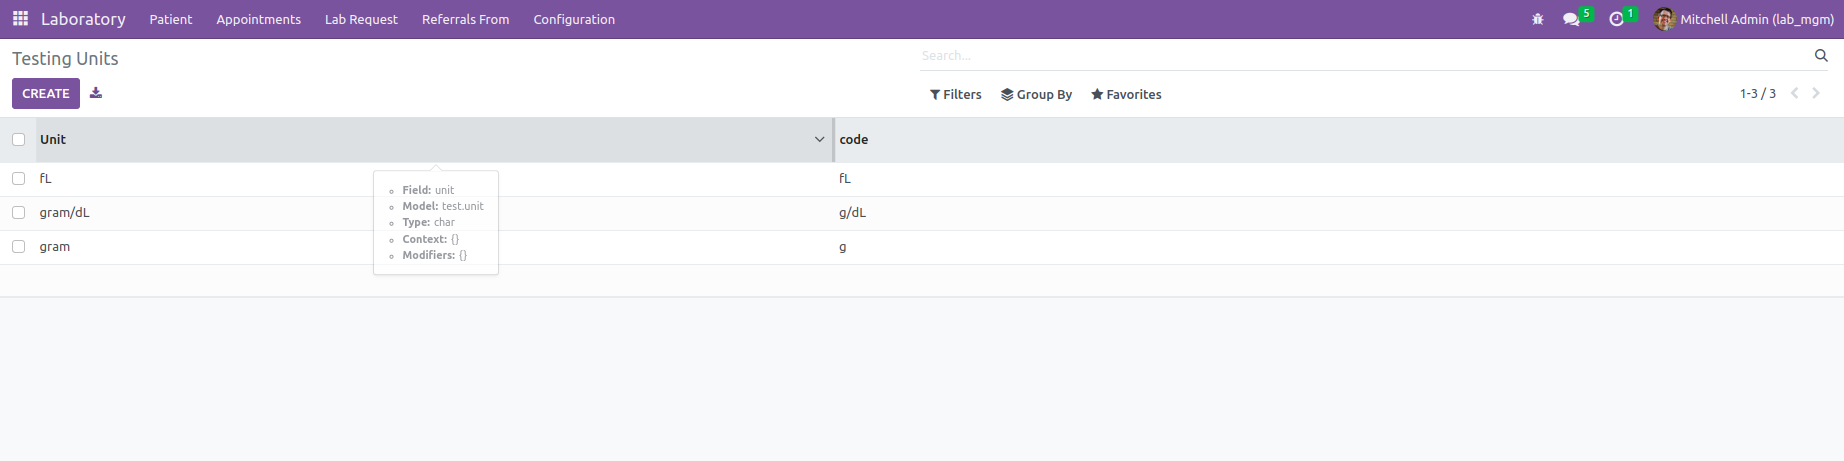 Laboratory Patient Appointments Lab Request Referrals From Configuration 5 1 Mitchell Admin (lab_mgm)
Testing Units
Search...
CREATE
Filters Group By Favorites 1-3 / 3
Unit code
fL fL
gram/dL g/dL
gram g
Field: unit
Model: test.unit
Type: char
Context: {}
Modifiers: {}